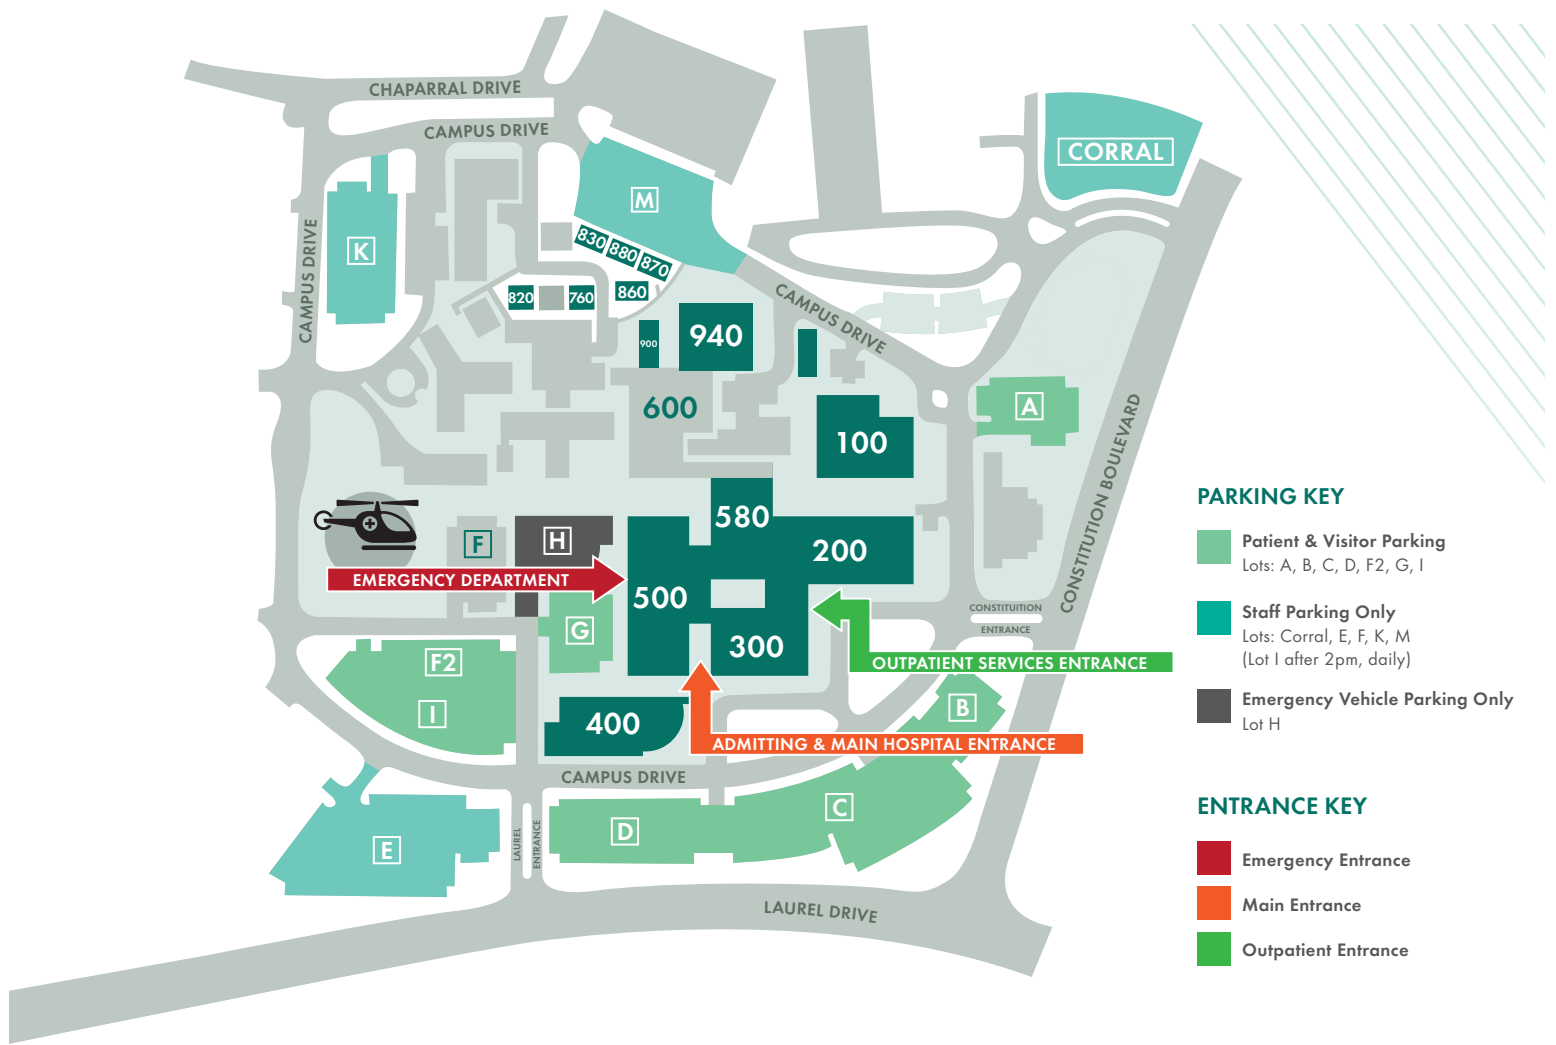 CHAPARRAL DRIVE
CAMPUS DRIVE
CORRAL
M
K
CAMPUS DRIVE
830
880
870
860
820
760
CAMPUS DRIVE
900
940
600
A
100
CONSTITUTION BOULEVARD
580
200
F
H
EMERGENCY DEPARTMENT
500
G
300
CONSTITUITION
ENTRANCE
OUTPATIENT SERVICES ENTRANCE
F2
I
B
400
ADMITTING & MAIN HOSPITAL ENTRANCE
CAMPUS DRIVE
C
D
E
LAUREL
ENTRANCE
LAUREL DRIVE
PARKING KEY
Patient & Visitor Parking
Lots: A, B, C, D, F2, G, I
Staff Parking Only
Lots: Corral, E, F, K, M
(Lot I after 2pm, daily)
Emergency Vehicle Parking Only
Lot H
ENTRANCE KEY
Emergency Entrance
Main Entrance
Outpatient Entrance